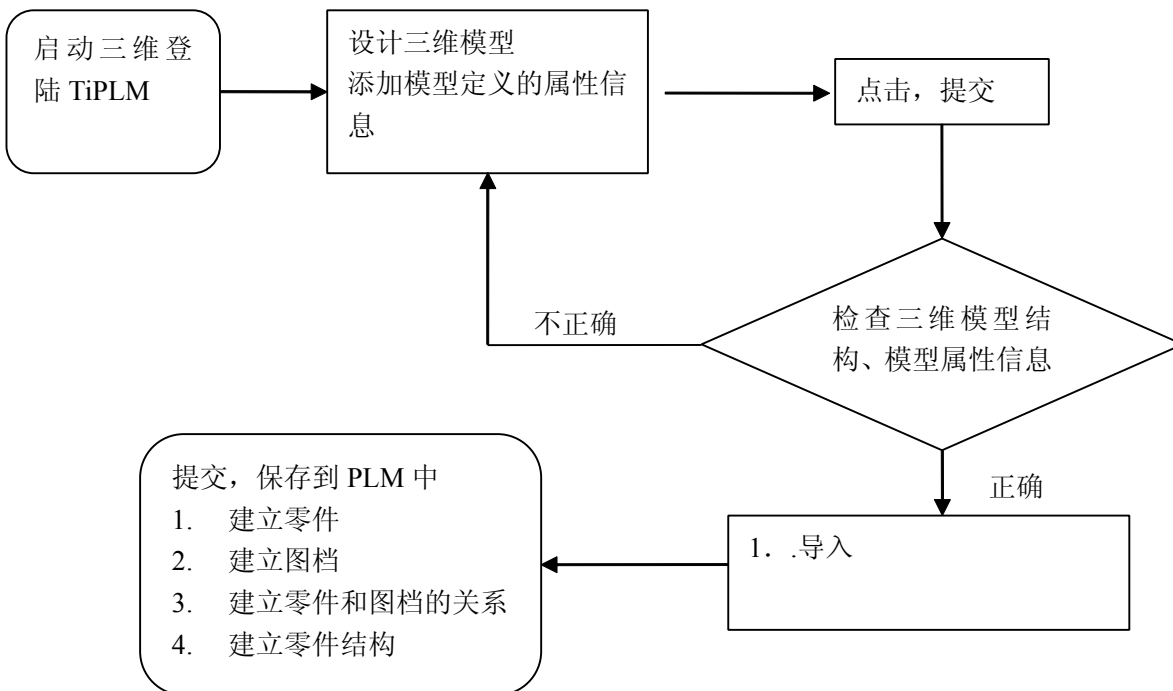 启动三维登
陆 TiPLM
设计三维模型
添加模型定义的属性信
息
点击，提交
检查三维模型结
构、模型属性信息
不正确
正确
1．.导入
提交，保存到 PLM 中
1. 建立零件
2. 建立图档
3. 建立零件和图档的关系
4. 建立零件结构